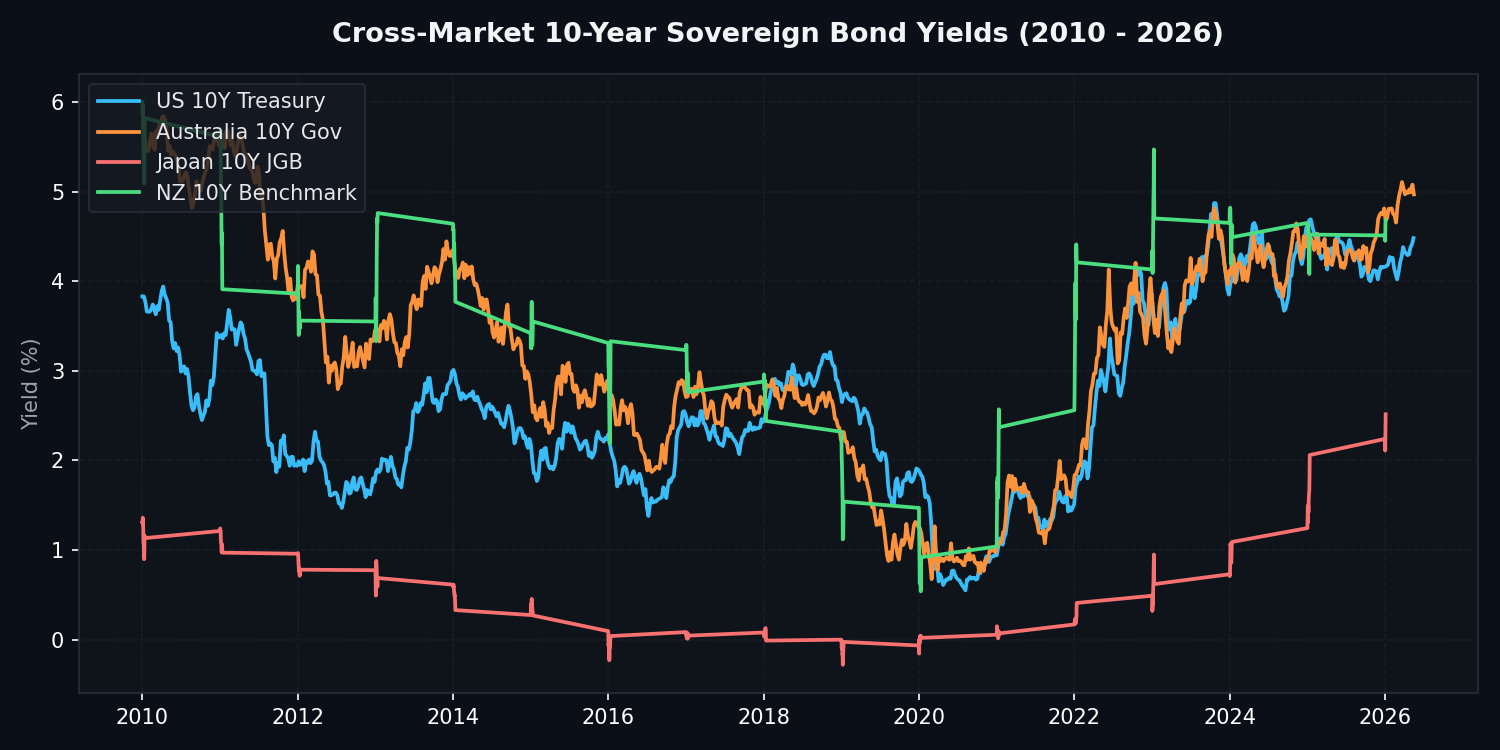 Cross-Market 10-Year Sovereign Bond Yields (2010 - 2026)
US 10Y Treasury
Australia 10Y Gov
Japan 10Y JGB
NZ 10Y Benchmark
Yield (%)
6
5
4
3
2
1
0
2010 2012 2014 2016 2018 2020 2022 2024 2026